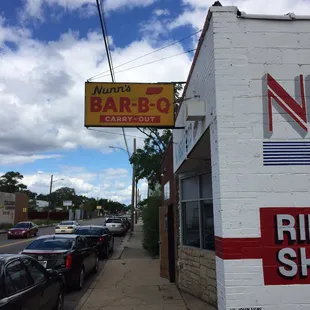 Nunn's
BAR-B-Q
CARRY-OUT
N
RI
SH